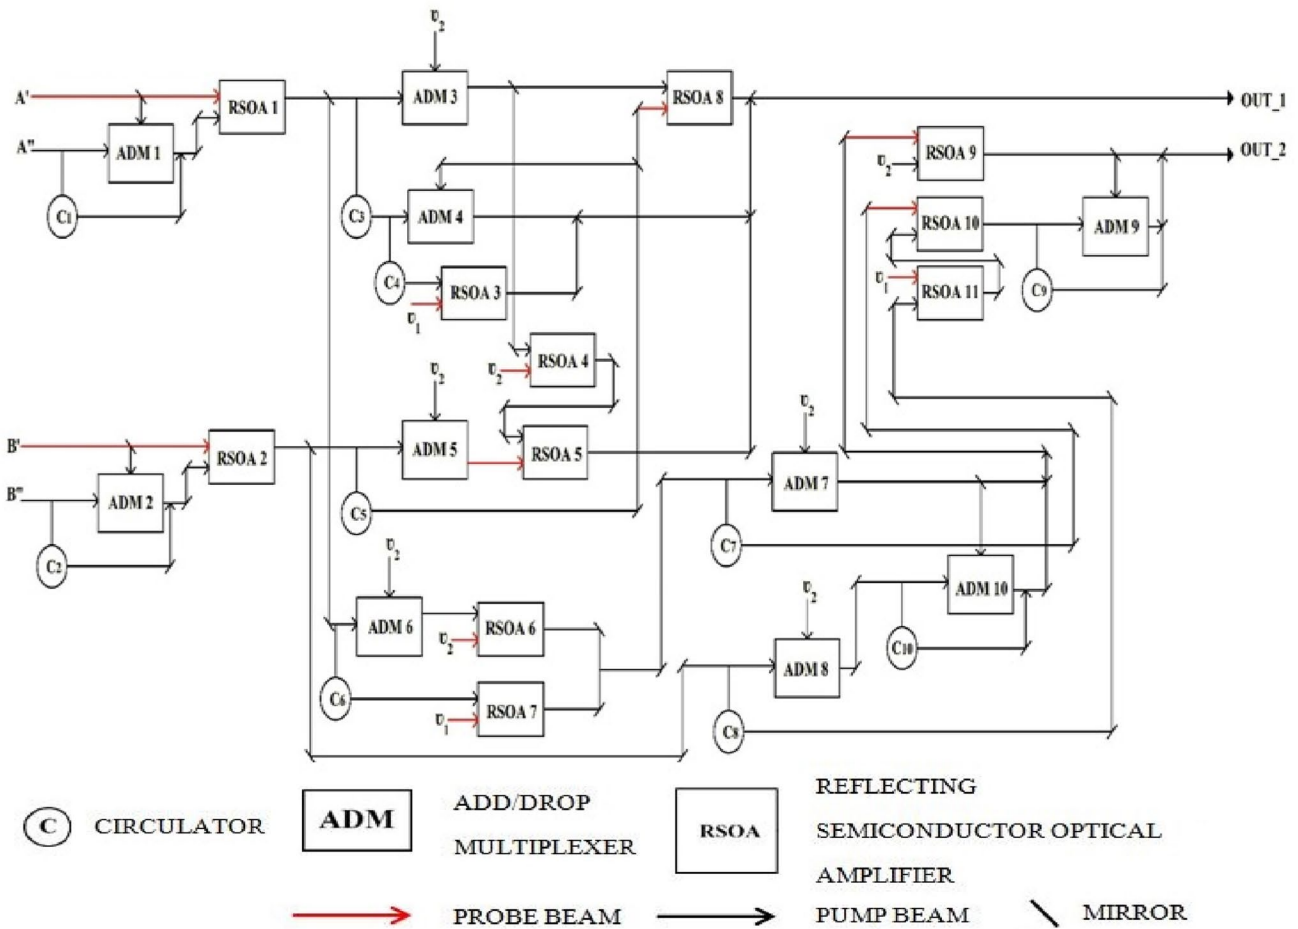 υ2
A'
ADM 3
RSOA 1
RSOA 8
OUT_1
A"
ADM 1
RSOA 9
υ2
OUT_2
C1
C3
ADM 4
RSOA 10
ADM 9
C4
RSOA 3
υ1
υ1
RSOA 11
C9
υ2
RSOA 4
υ2
υ2
B'
RSOA 2
ADM 5
RSOA 5
B"
ADM 2
ADM 7
C5
C2
C7
υ2
υ2
ADM 10
ADM 6
RSOA 6
υ2
C10
ADM 8
C6
RSOA 7
υ1
C8
C CIRCULATOR
ADM
ADD/DROP
MULTIPLEXER
RSOA
REFLECTING
SEMICONDUCTOR OPTICAL
AMPLIFIER
PROBE BEAM
PUMP BEAM
MIRROR